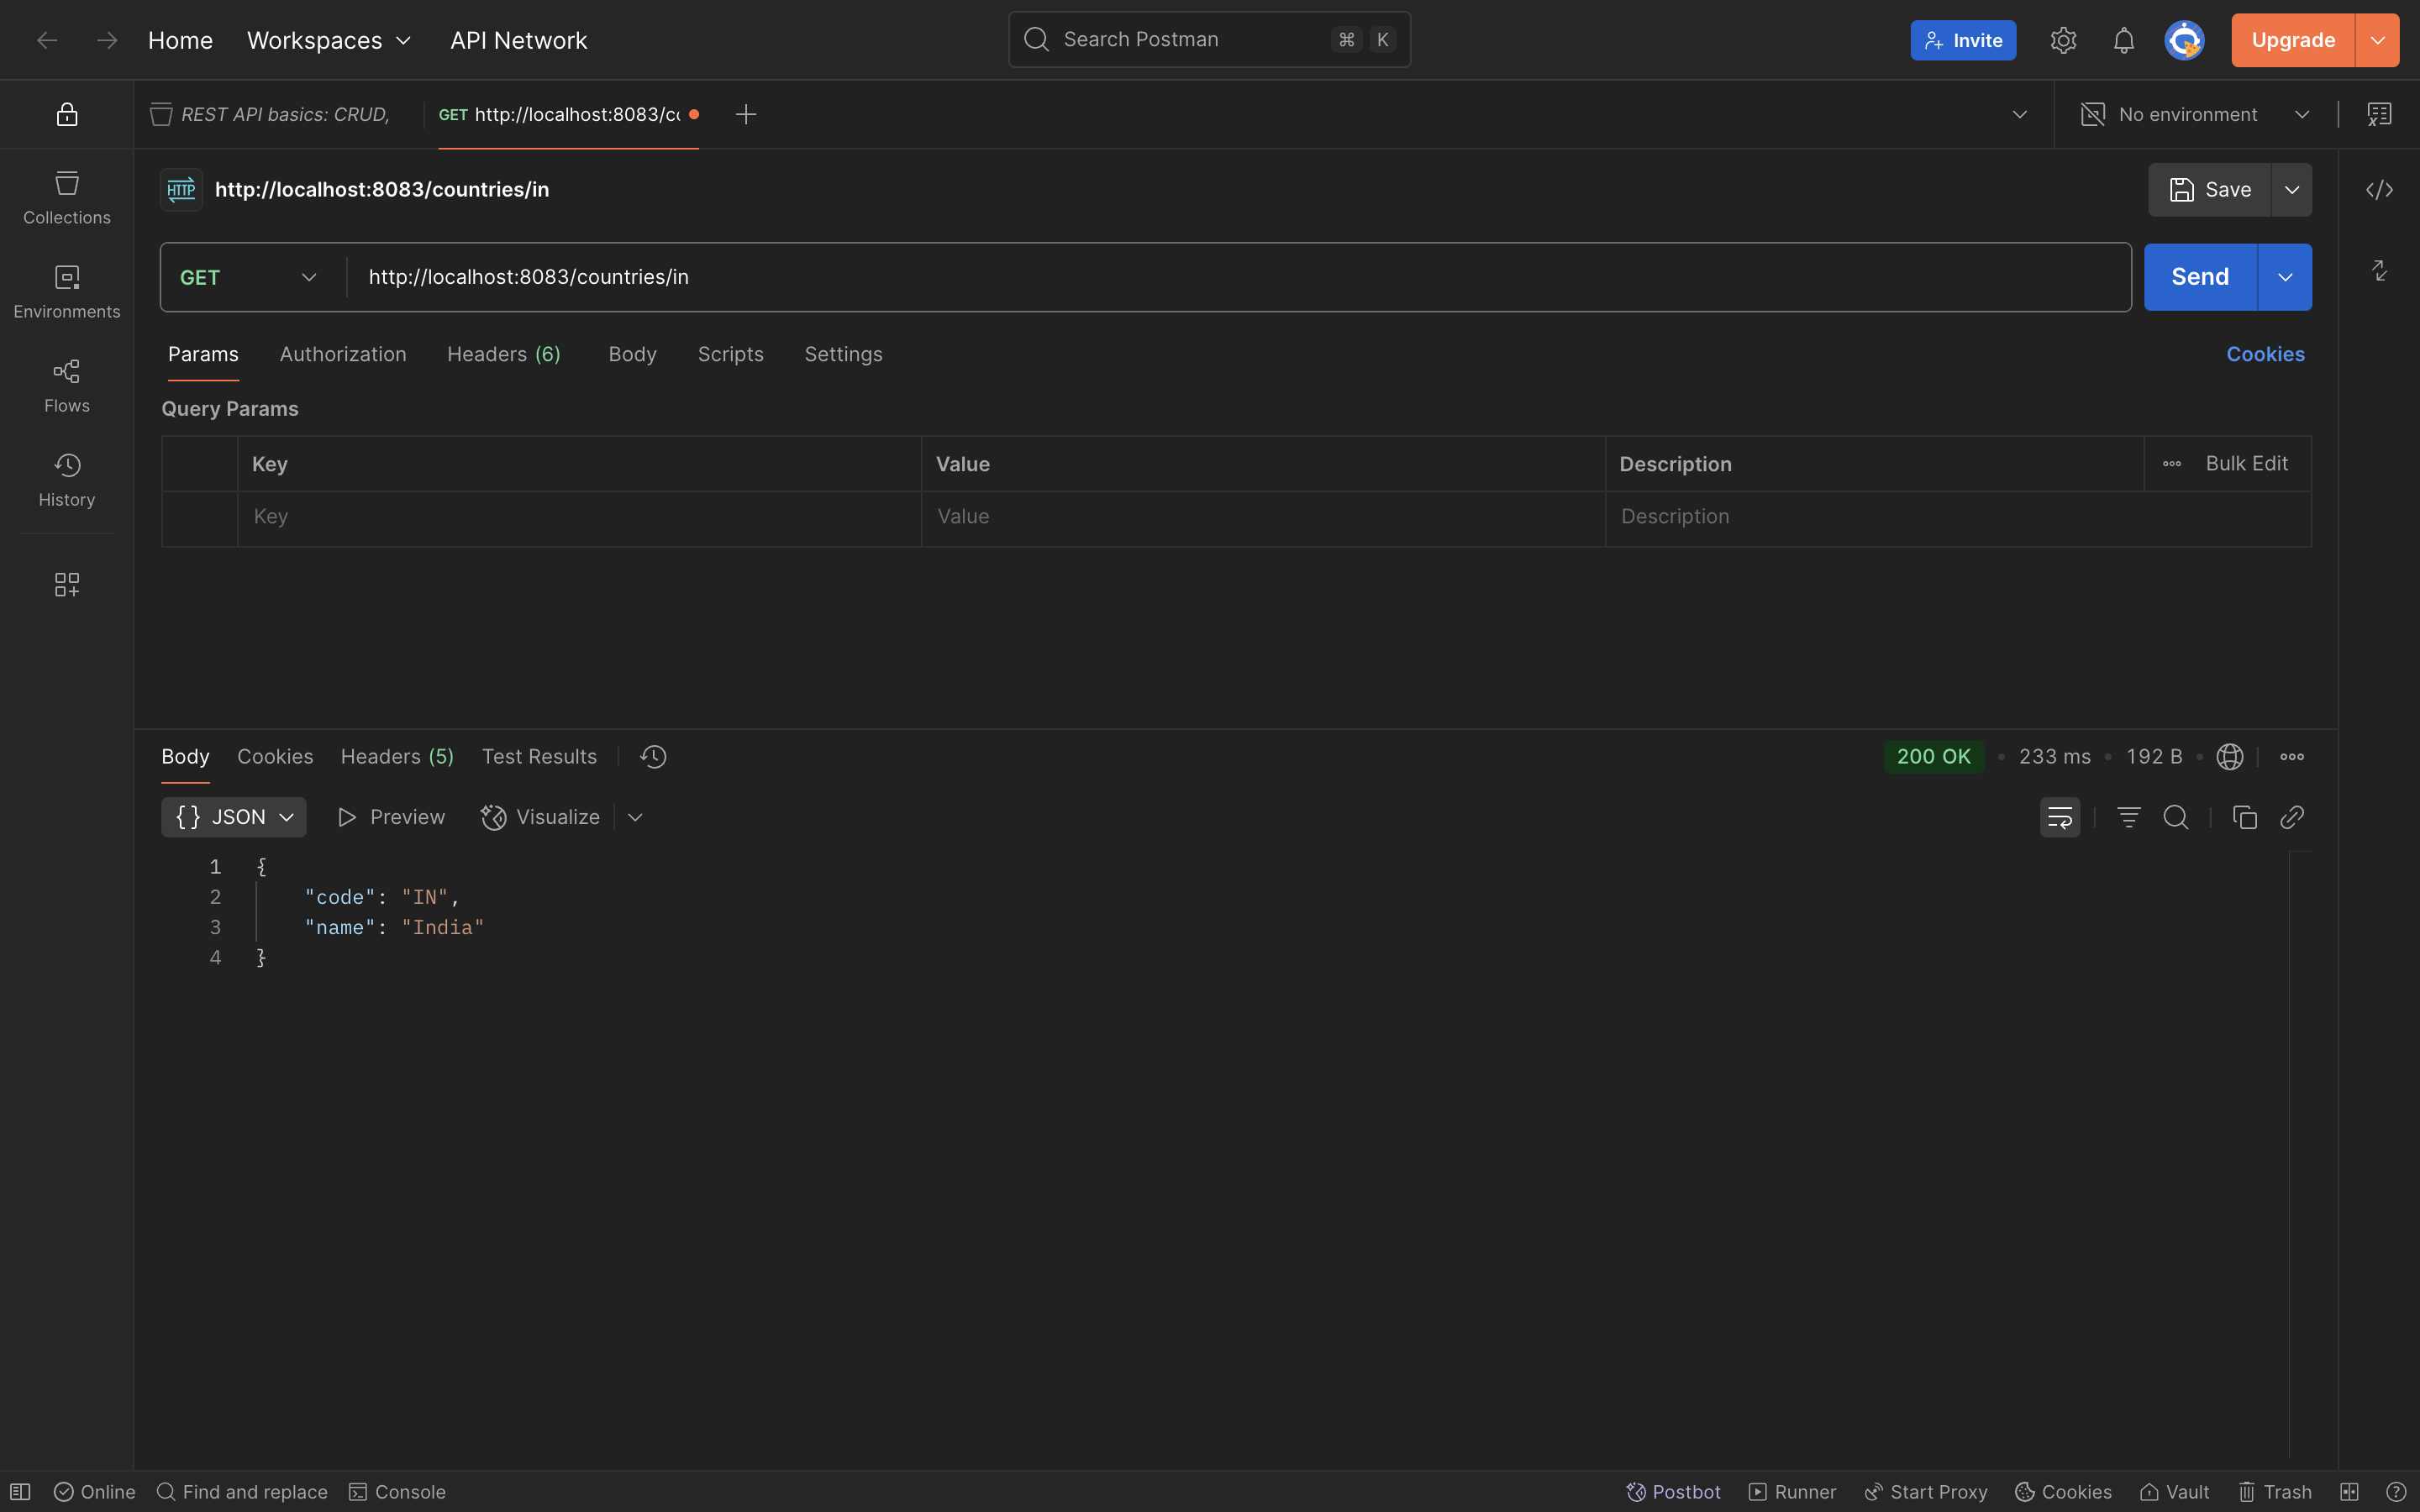 Home Workspaces API Network Search Postman ⌘ K Invite Upgrade
REST API basics: CRUD, GET http://localhost:8083/co No environment
HTTP http://localhost:8083/countries/in Save
Collections
GET http://localhost:8083/countries/in Send
Environments
Params Authorization Headers (6) Body Scripts Settings Cookies
Flows
Query Params
Key Value Description Bulk Edit
History
Key Value Description
Body Cookies Headers (5) Test Results 200 OK 233 ms 192 B
{} JSON Preview Visualize
1 {
2 "code": "IN",
3 "name": "India"
4 }
Online Find and replace Console Postbot Runner Start Proxy Cookies Vault Trash